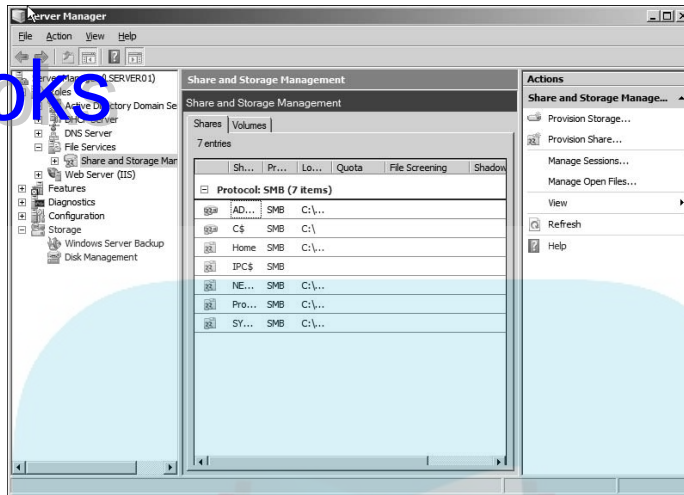 Server Manager
File Action View Help
oks
Server Manager (SERVER01)
Roles
Active Directory Domain Se
DHCP Server
DNS Server
File Services
Share and Storage Man
Web Server (IIS)
Features
Diagnostics
Configuration
Storage
Windows Server Backup
Disk Management
Share and Storage Management
Share and Storage Management
Shares Volumes
7 entries
Sh... Pr... Lo... Quota File Screening Shadow
Protocol: SMB (7 items)
AD... SMB C:\...
C$ SMB C:\
Home SMB C:\...
IPC$ SMB
NE... SMB C:\...
Pro... SMB C:\...
SY... SMB C:\...
Actions
Share and Storage Manage...
Provision Storage...
Provision Share...
Manage Sessions...
Manage Open Files...
View
Refresh
Help